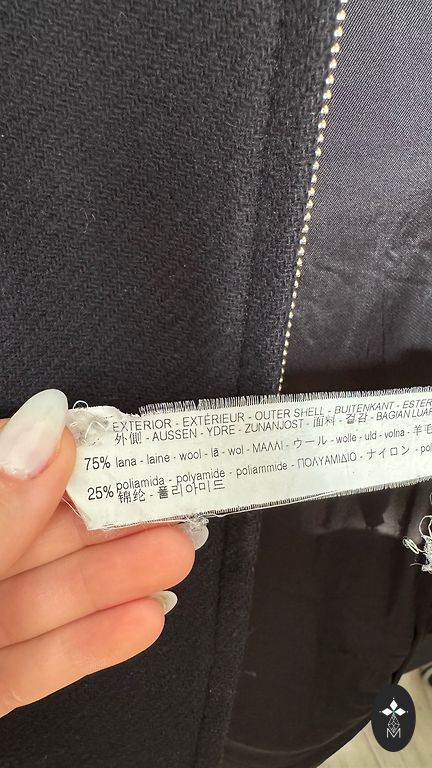 EXTERIOR - EXTÉRIEUR - OUTER SHELL - BUITENKANT - ESTER
外側 - AUSSEN - YDRE - ZUNANJOST - 面料 - 겉감 - BAGIAN LUAR
75% lana - laine - wool - lã - wol - ΜΑΛΛΙ - ウール - wolle - uld - volna - 羊毛
25% poliamida - polyamide - poliammide - ΠΟΛΥΑΜΙΔΙΟ - ナイロン - pol
锦纶 - 폴리아미드
M